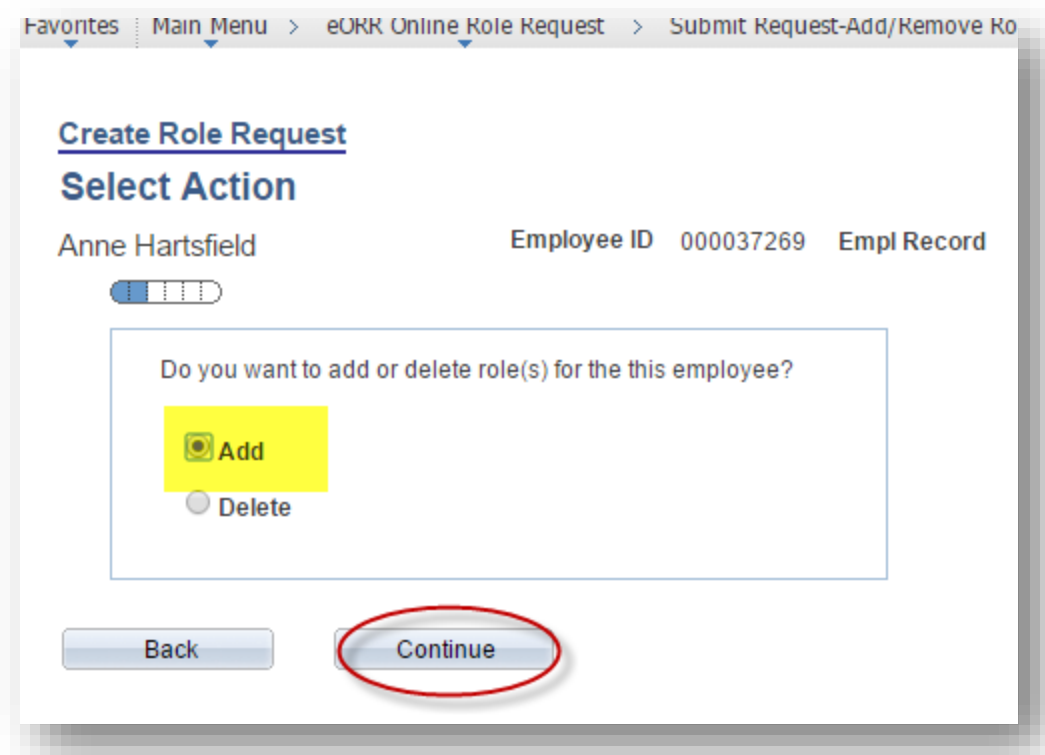 Favorites Main Menu > eORR Online Role Request > Submit Request-Add/Remove Ro
Create Role Request
Select Action
Anne Hartsfield Employee ID 000037269 Empl Record
Do you want to add or delete role(s) for the this employee?
Add
Delete
Back Continue